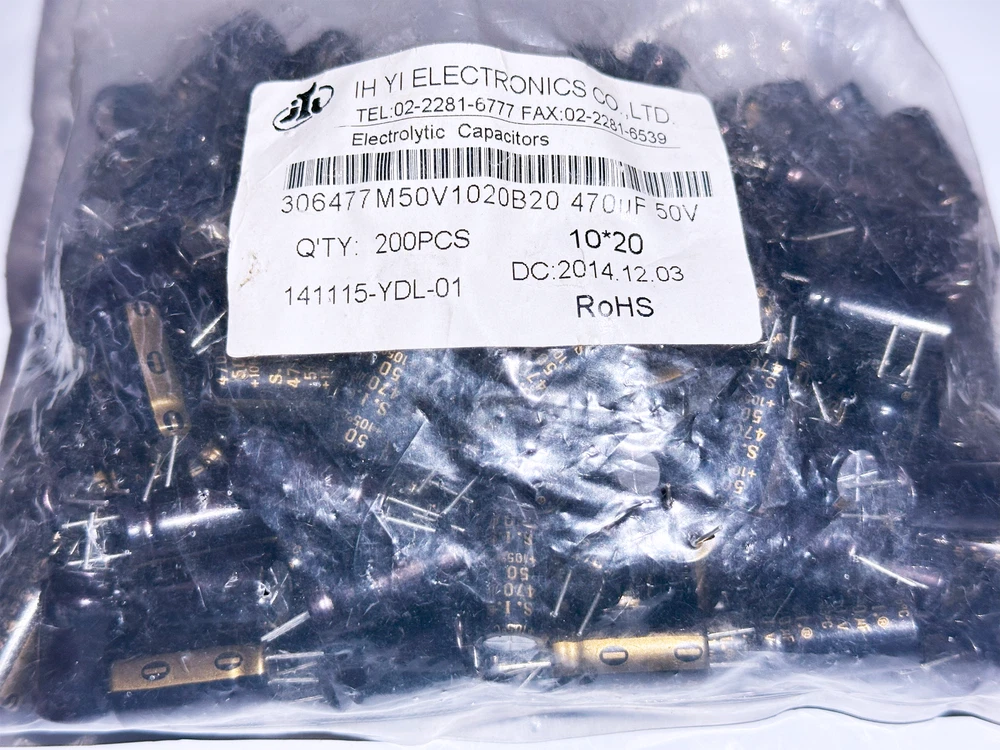 IH YI ELECTRONICS CO.,LTD.
TEL:02-2281-6777 FAX:02-2281-6539
Electrolytic Capacitors
306477M50V1020B20 470uF 50V
Q'TY: 200PCS 10*20
DC:2014.12.03
141115-YDL-01
RoHS